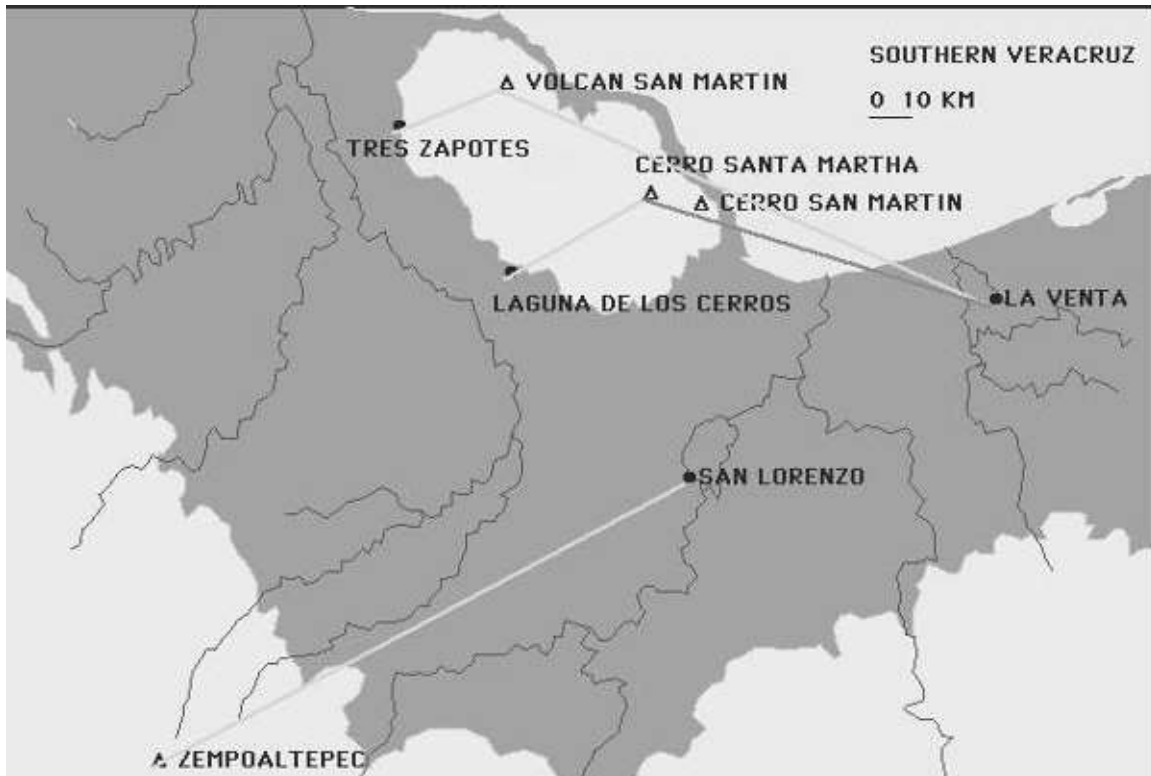 SOUTHERN VERACRUZ
0 10 KM
VOLCAN SAN MARTIN
TRES ZAPOTES
CERRO SANTA MARTHA
CERRO SAN MARTIN
LAGUNA DE LOS CERROS
LA VENTA
SAN LORENZO
ZEMPOALTEPEC